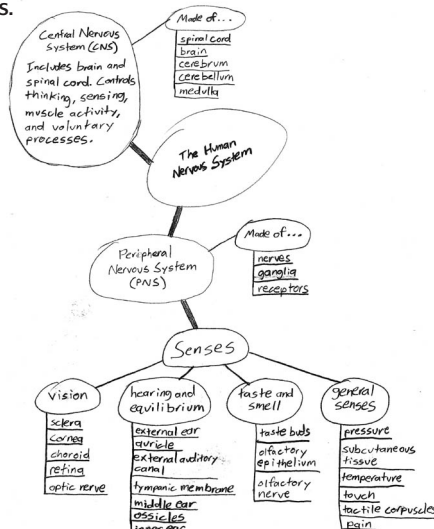 s.
Central Nervous
System (CNS)
Includes brain and
spinal cord. Controls
thinking, sensing,
muscle activity,
and voluntary
processes.
Made of...
spinal cord
brain
cerebrum
cerebellum
medulla
The Human
Nervous System
Peripheral
Nervous System
(PNS)
Made of...
nerves
ganglia
receptors
Senses
vision
sclera
cornea
choroid
retina
optic nerve
hearing and
equilibrium
external ear
auricle
external auditory
canal
tympanic membrane
middle ear
ossicles
inner ear
taste and
smell
taste buds
olfactory
epithelium
olfactory
nerve
general
senses
pressure
subcutaneous
tissue
temperature
touch
tactile corpuscles
pain